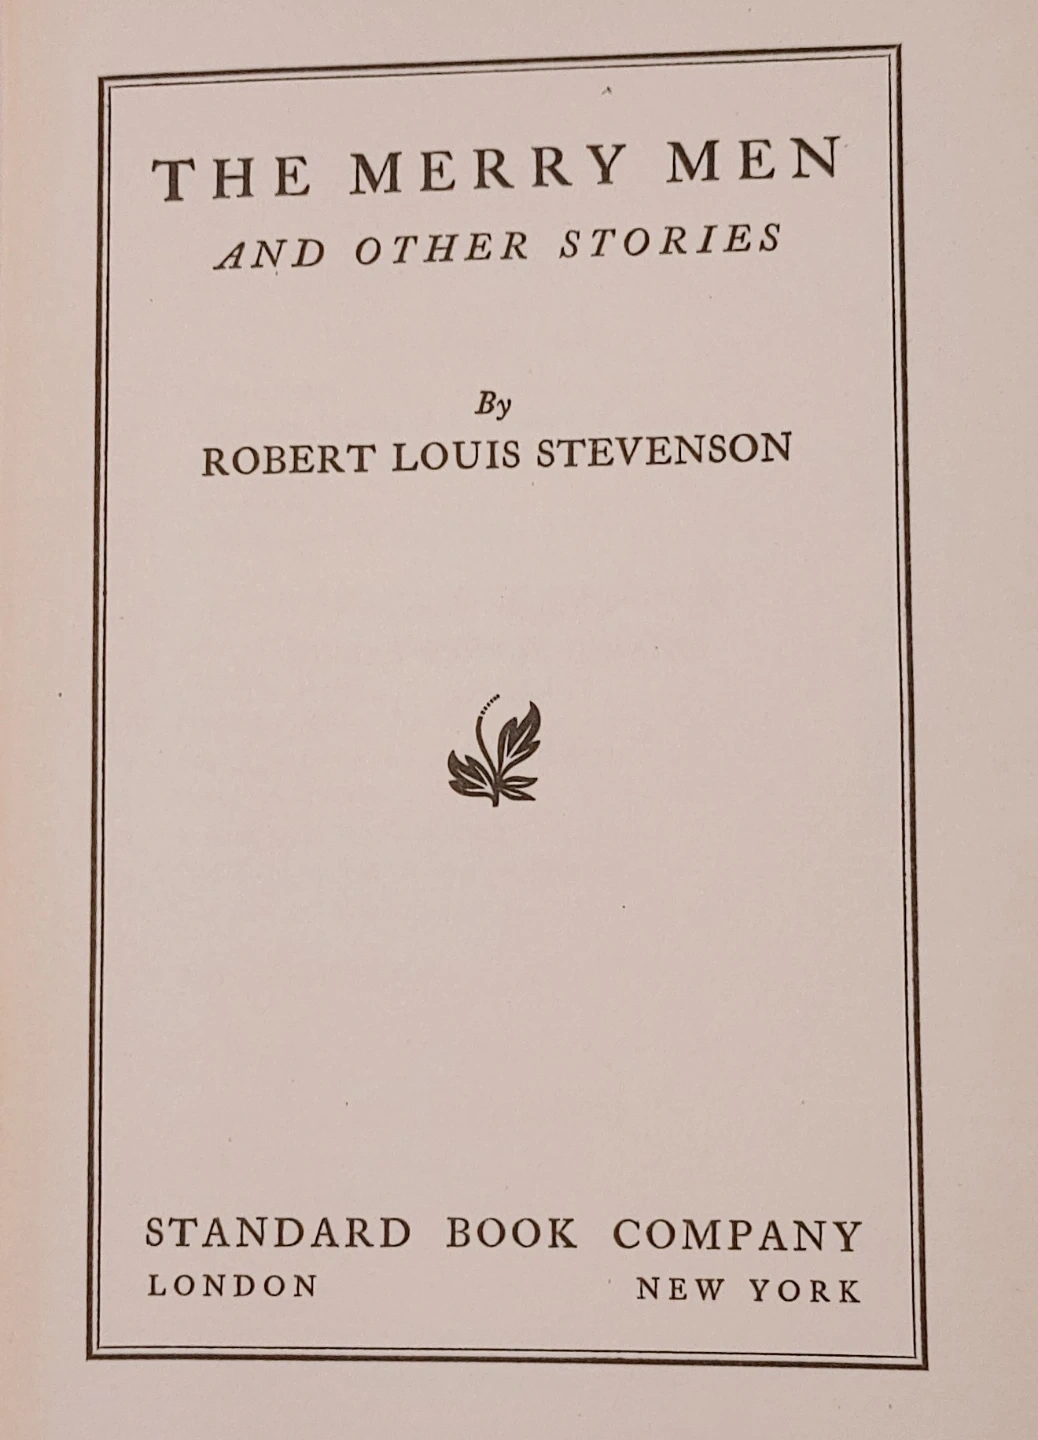 THE MERRY MEN
AND OTHER STORIES
By
ROBERT LOUIS STEVENSON
STANDARD BOOK COMPANY
LONDON NEW YORK